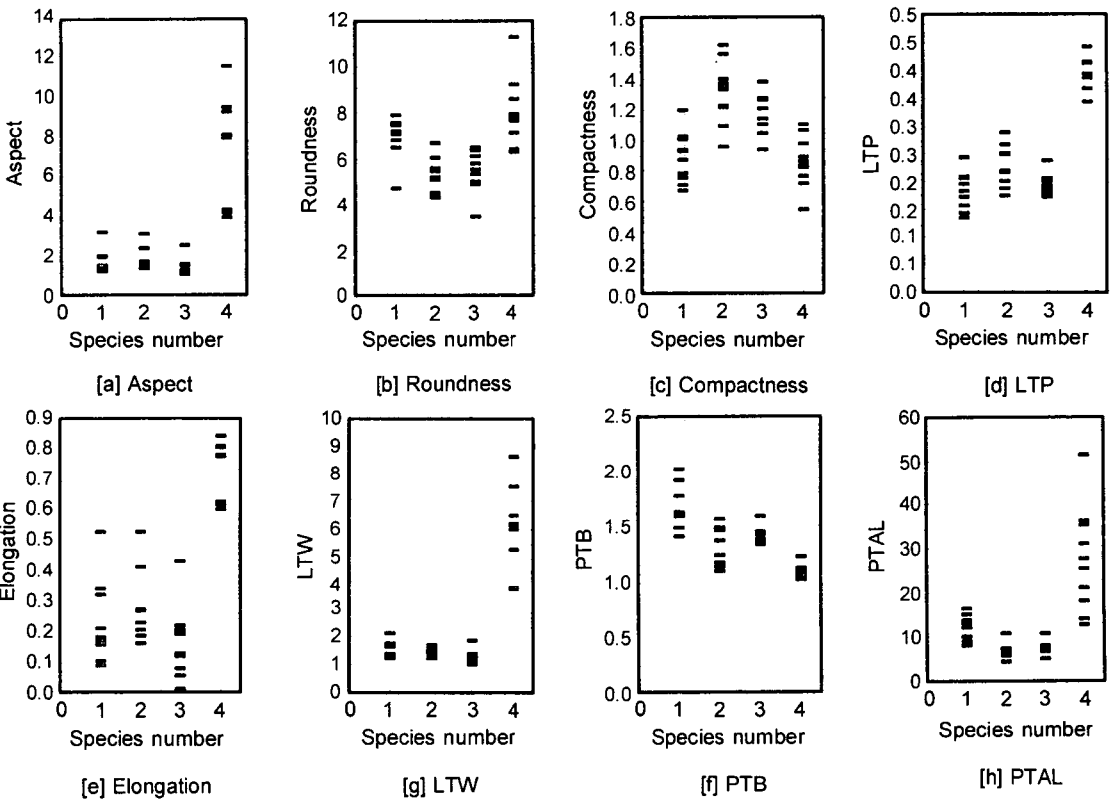 14
12
10
8
6
4
2
0
Aspect
0 1 2 3 4
Species number
[a] Aspect
12
10
8
6
4
2
0
Roundness
0 1 2 3 4
Species number
[b] Roundness
1.8
1.6
1.4
1.2
1.0
0.8
0.6
0.4
0.2
0.0
Compactness
0 1 2 3 4
Species number
[c] Compactness
0.5
0.5
0.4
0.4
0.3
0.3
0.2
0.2
0.1
0.1
0.0
LTP
0 1 2 3 4
Species number
[d] LTP
0.9
0.8
0.7
0.6
0.5
0.4
0.3
0.2
0.1
0.0
Elongation
0 1 2 3 4
Species number
[e] Elongation
10
9
8
7
6
5
4
3
2
1
0
LTW
0 1 2 3 4
Species number
[g] LTW
2.5
2.0
1.5
1.0
0.5
0.0
PTB
0 1 2 3 4
Species number
[f] PTB
60
50
40
30
20
10
0
PTAL
0 1 2 3 4
Species number
[h] PTAL